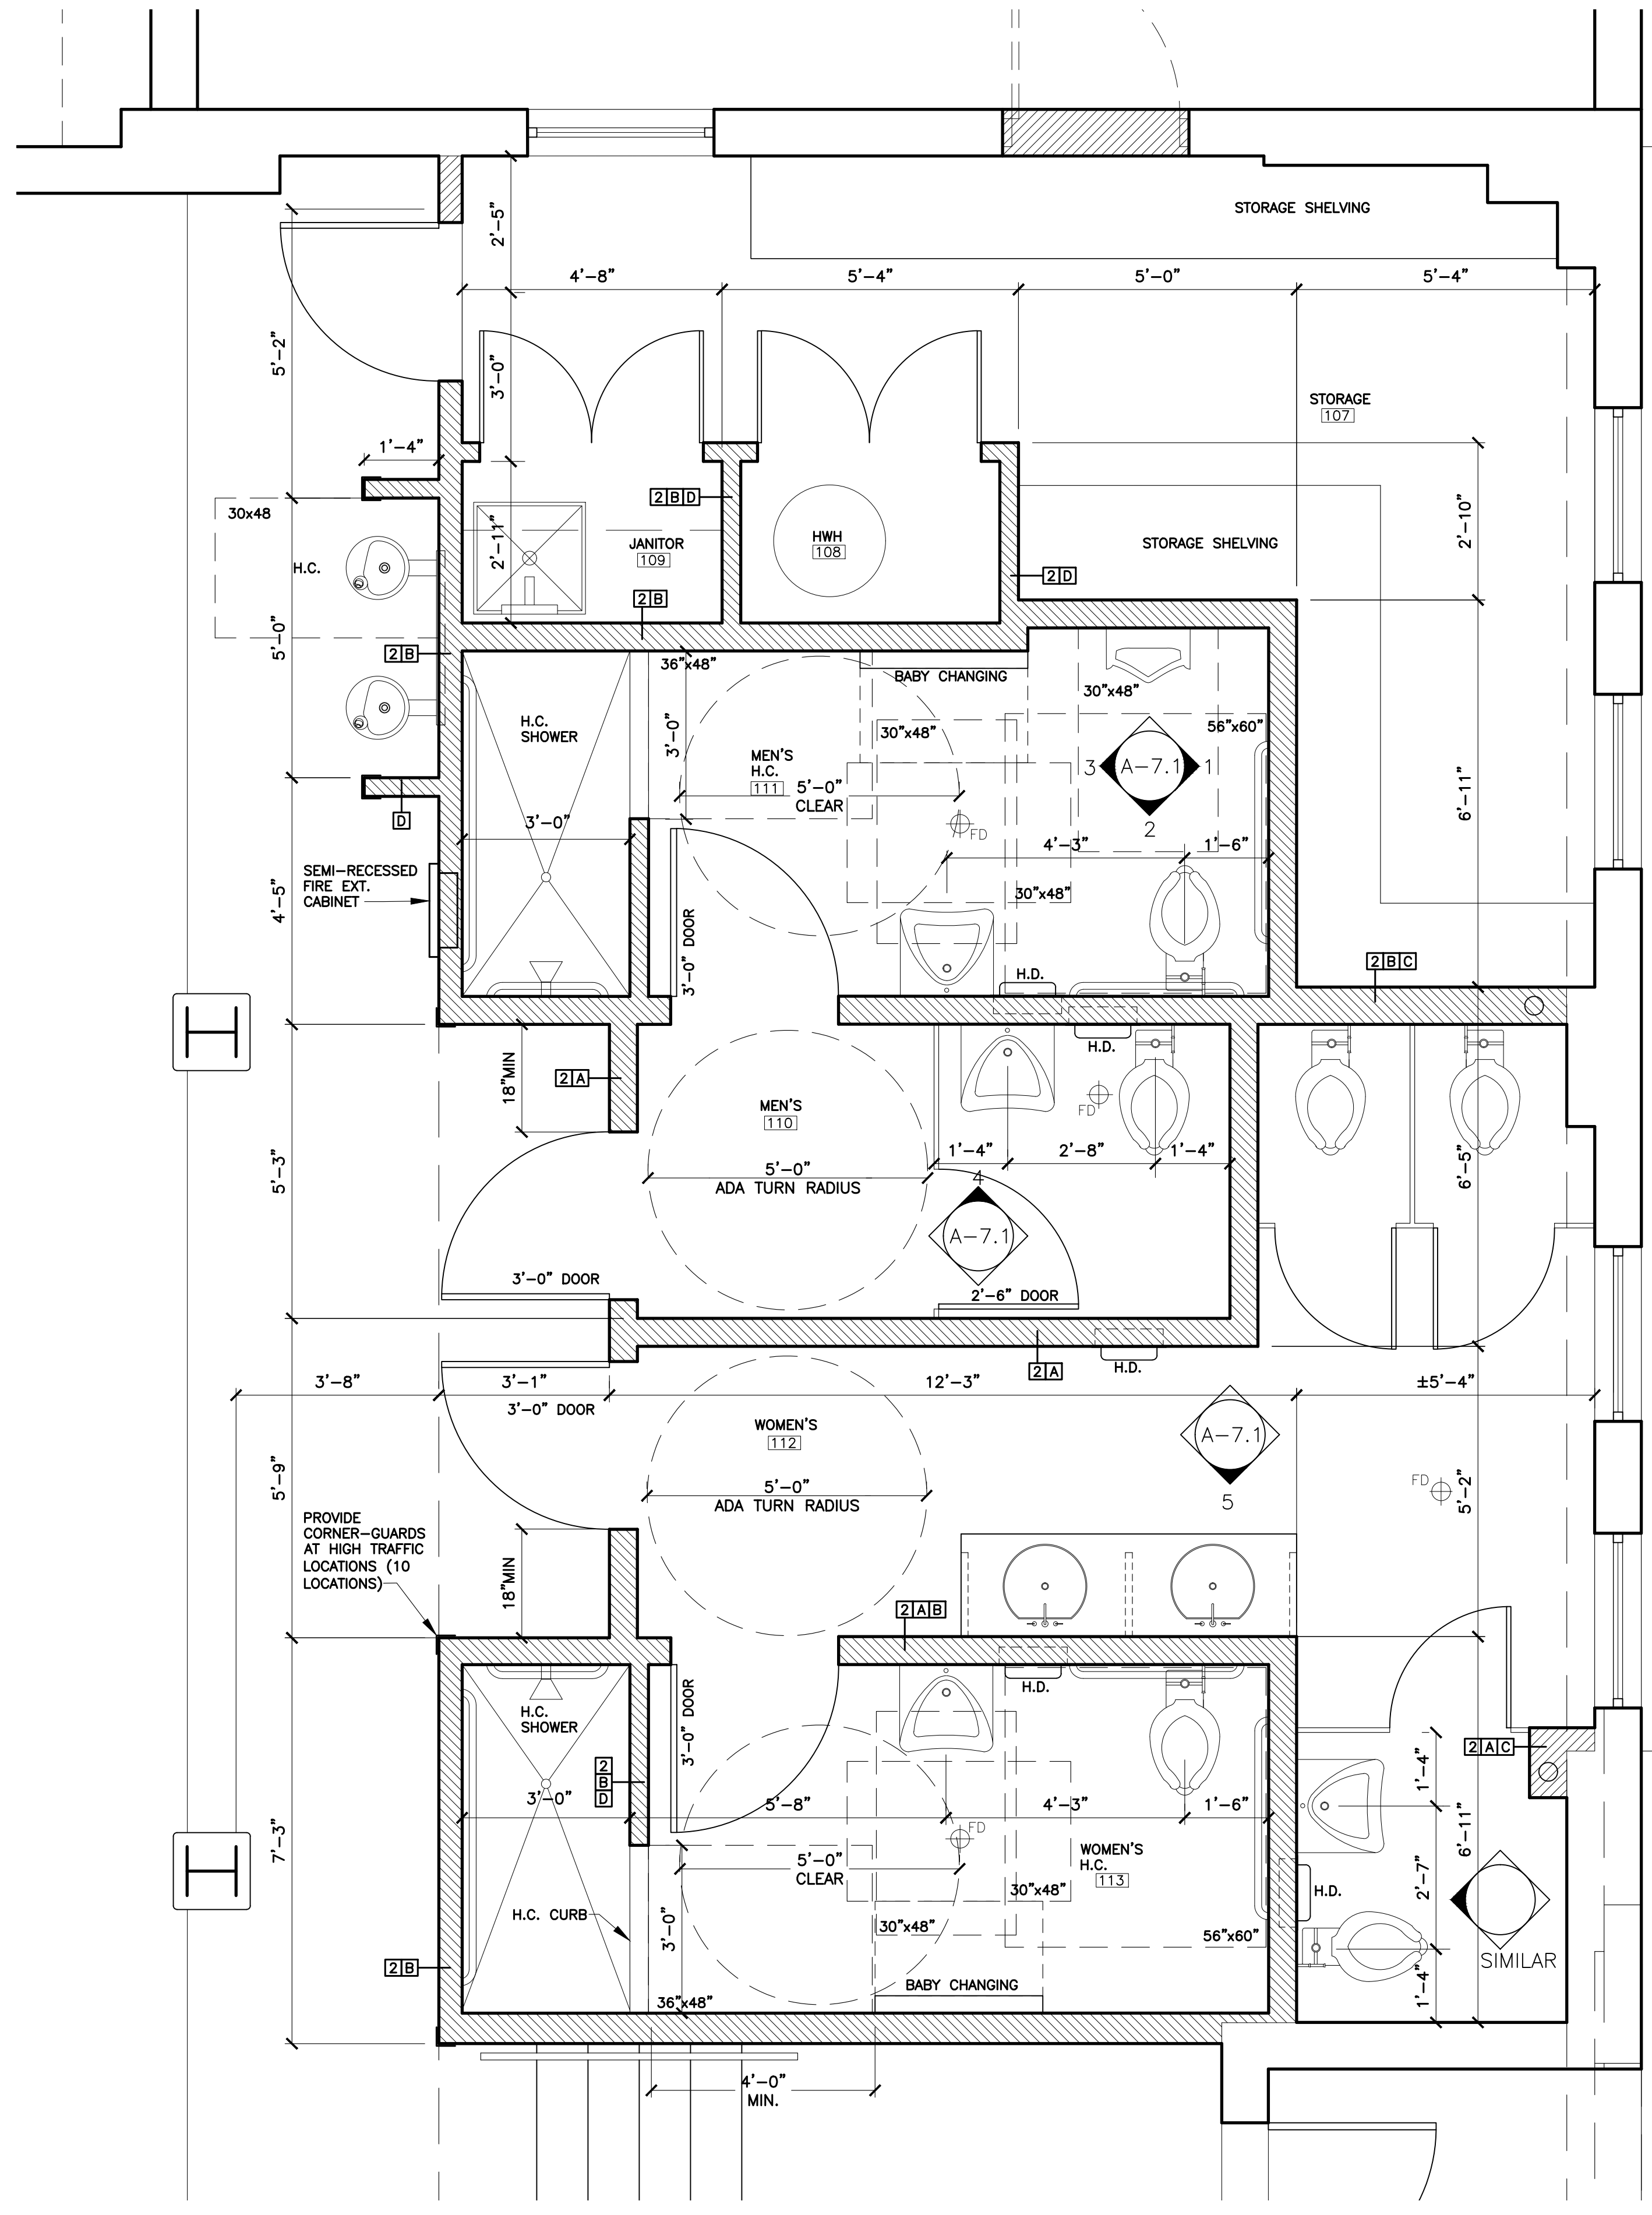 STORAGE SHELVING
2'-5"
4'-8"
5'-4"
5'-0"
5'-4"
5'-2"
3'-0"
STORAGE
107
1'-4"
2BD
30x48
HWH
108
JANITOR
109
2'-11"
STORAGE SHELVING
2'-10"
H.C.
2D
2B
5'-0"
2B
36"x48"
BABY CHANGING
30"x48"
H.C.
SHOWER
3'-0"
30"x48"
56"x60"
MEN'S
H.C.
111
5'-0"
CLEAR
3
A-7.1
1
2
6'-11"
D
3'-0"
FD
4'-3"
1'-6"
SEMI-RECESSED
FIRE EXT.
CABINET
4'-5"
30"x48"
3'-0" DOOR
H.D.
2BC
H
H.D.
18"MIN
2A
MEN'S
110
FD
5'-3"
1'-4"
2'-8"
1'-4"
6'-5"
5'-0"
ADA TURN RADIUS
4
A-7.1
3'-0" DOOR
2'-6" DOOR
2A
H.D.
3'-8"
3'-1"
12'-3"
±5'-4"
3'-0" DOOR
WOMEN'S
112
A-7.1
5
5'-9"
5'-0"
ADA TURN RADIUS
FD
5'-2"
PROVIDE
CORNER-GUARDS
AT HIGH TRAFFIC
LOCATIONS (10
LOCATIONS)
18"MIN
2AB
H.D.
H.C.
SHOWER
3'-0" DOOR
2AC
2
B
D
1'-4"
3'-0"
5'-8"
4'-3"
1'-6"
FD
7'-3"
6'-11"
5'-0"
CLEAR
WOMEN'S
H.C.
113
2'-7"
H
30"x48"
H.D.
H.C. CURB
3'-0"
30"x48"
56"x60"
SIMILAR
2B
BABY CHANGING
1'-4"
36"x48"
4'-0"
MIN.